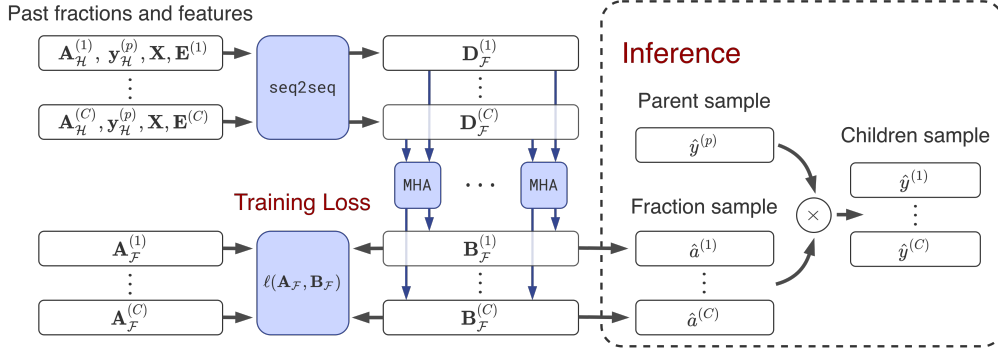 Past fractions and features
A_H^(1), y_H^(p), X, E^(1)
⋮
A_H^(C), y_H^(p), X, E^(C)
seq2seq
D_F^(1)
⋮
D_F^(C)
MHA
···
MHA
Training Loss
A_F^(1)
⋮
A_F^(C)
ℓ(A_F, B_F)
B_F^(1)
⋮
B_F^(C)
Inference
Parent sample
ŷ^(p)
Fraction sample
â^(1)
⋮
â^(C)
×
Children sample
ŷ^(1)
⋮
ŷ^(C)